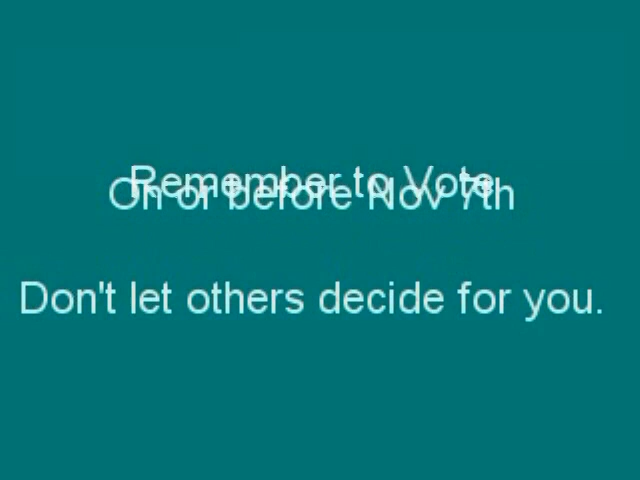 Remember to Vote
On or before Nov 7th
Don't let others decide for you.